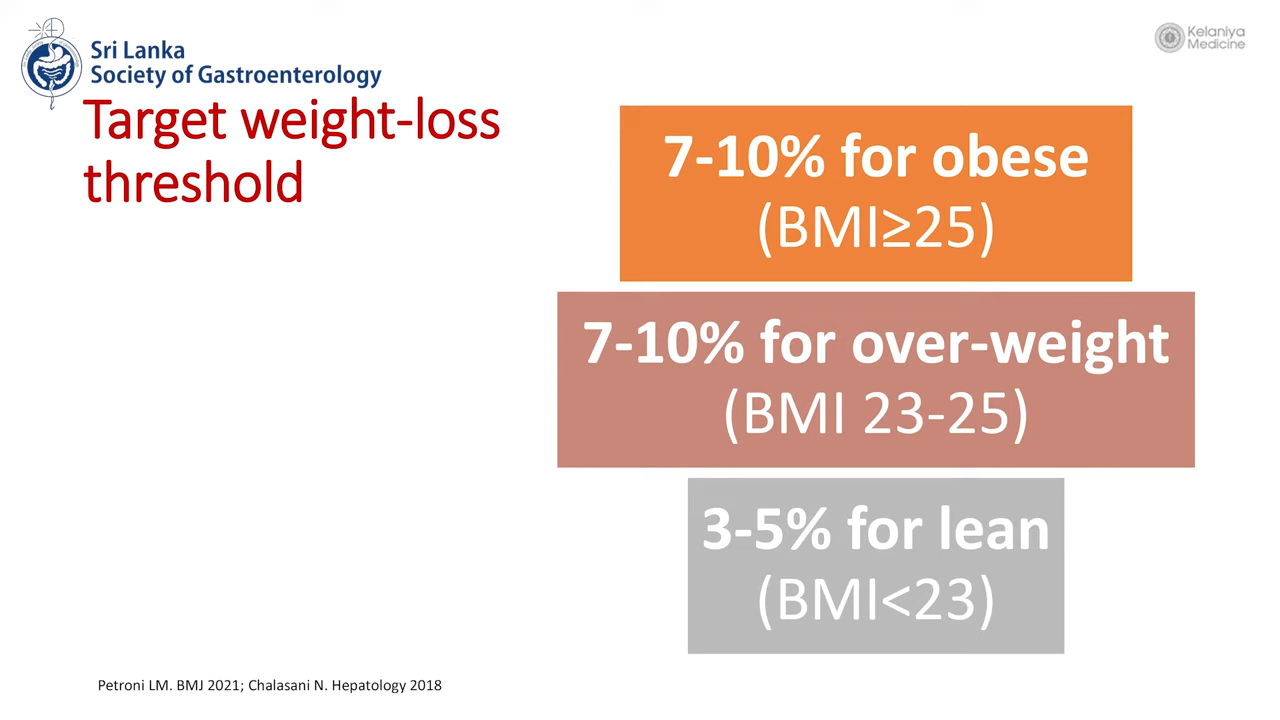 Sri Lanka
Society of Gastroenterology
Kelaniya
Medicine
Target weight-loss
threshold
7-10% for obese
(BMI≥25)
7-10% for over-weight
(BMI 23-25)
3-5% for lean
(BMI<23)
Petroni LM. BMJ 2021; Chalasani N. Hepatology 2018